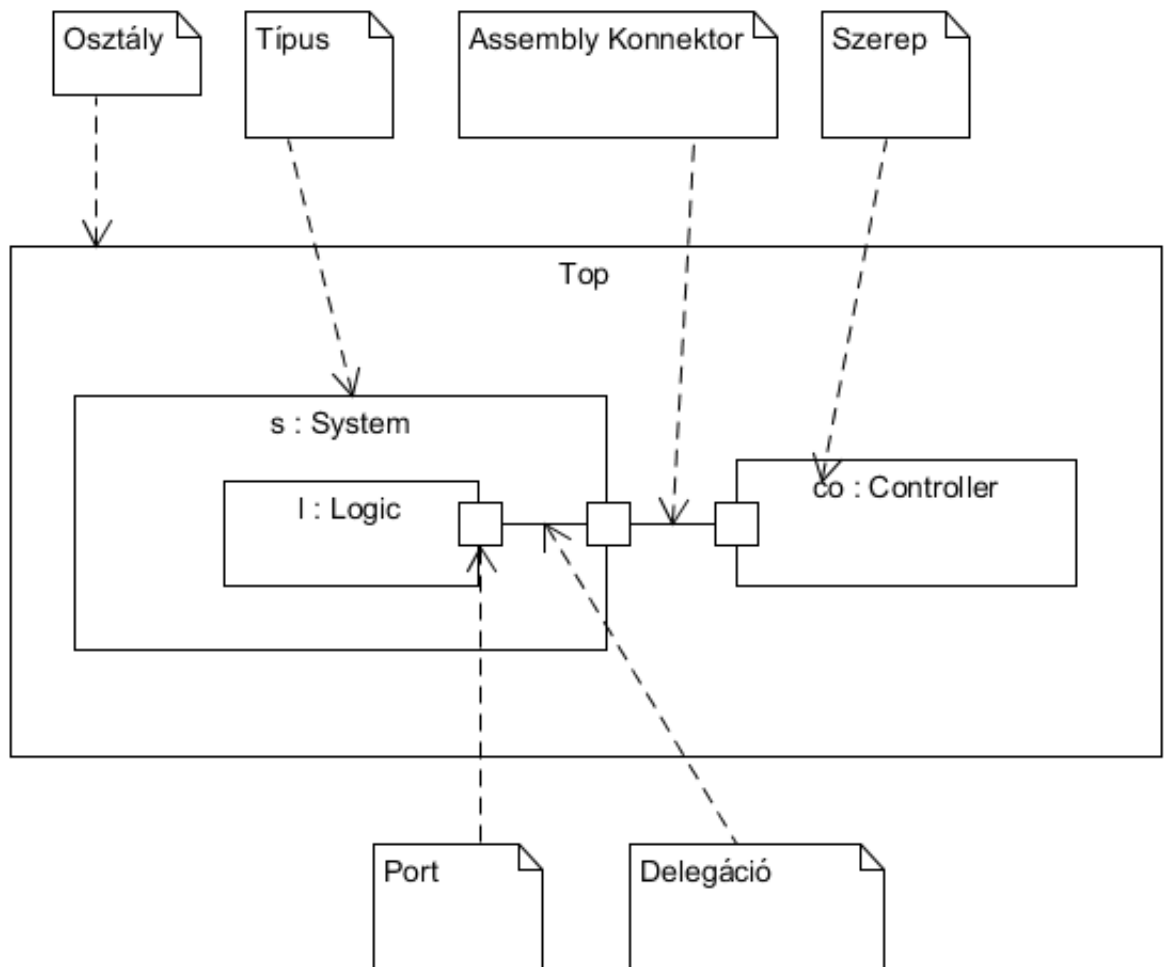 Osztály
Típus
Assembly Konnektor
Szerep
Top
s : System
l : Logic
co : Controller
Port
Delegáció